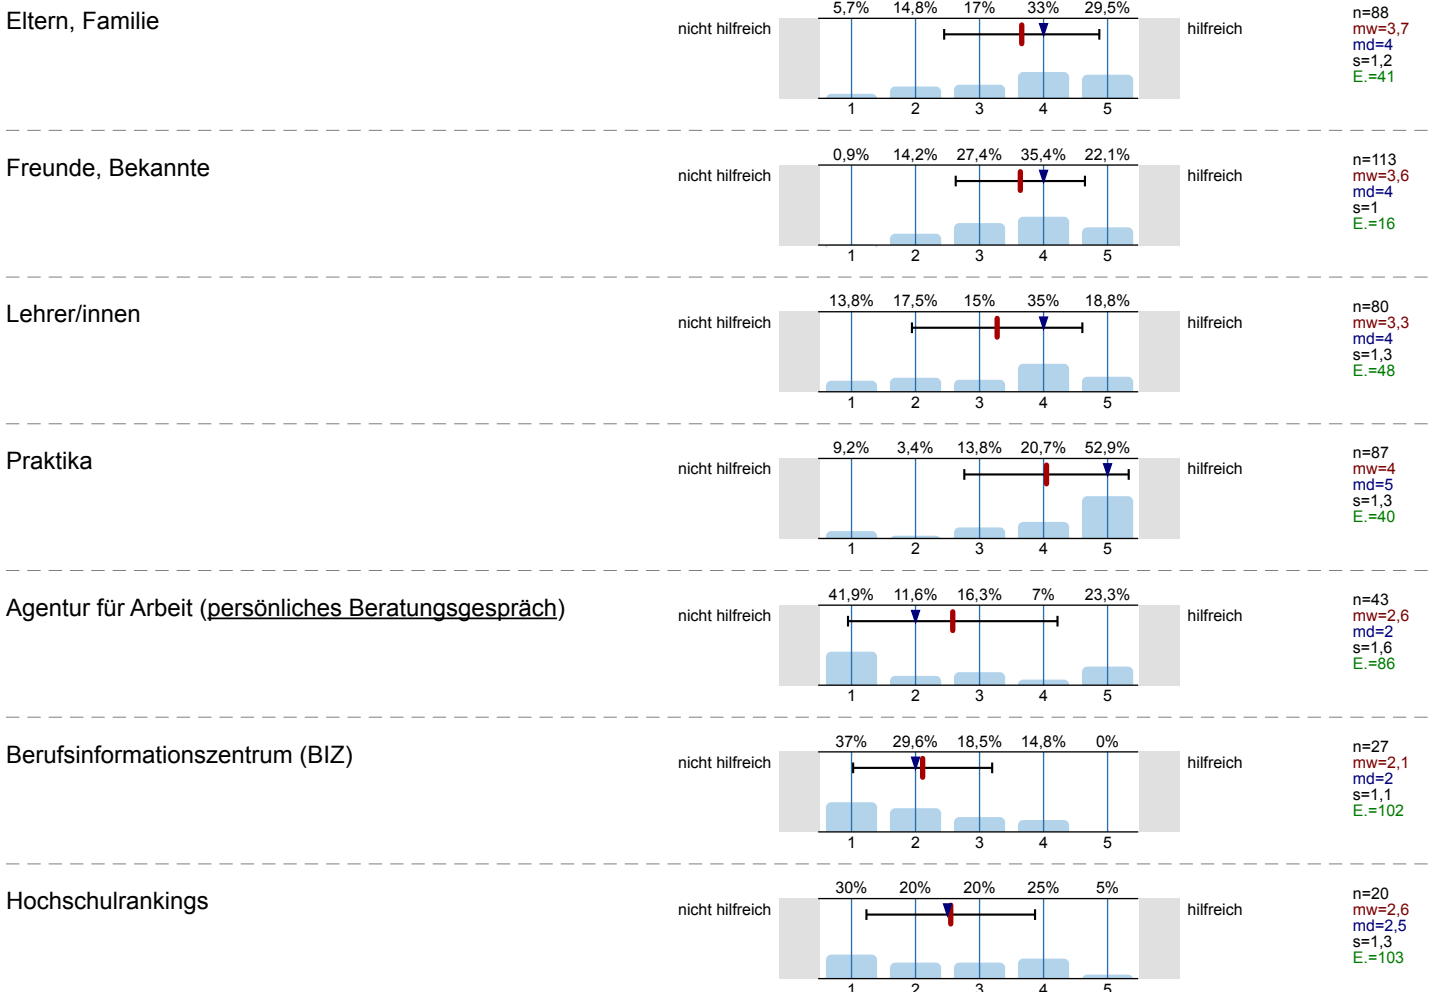 Eltern, Familie
5,7% 14,8% 17% 33% 29,5%
nicht hilfreich
hilfreich
1 2 3 4 5
n=88
mw=3,7
md=4
s=1,2
E.=41
Freunde, Bekannte
0,9% 14,2% 27,4% 35,4% 22,1%
nicht hilfreich
hilfreich
1 2 3 4 5
n=113
mw=3,6
md=4
s=1
E.=16
Lehrer/innen
13,8% 17,5% 15% 35% 18,8%
nicht hilfreich
hilfreich
1 2 3 4 5
n=80
mw=3,3
md=4
s=1,3
E.=48
Praktika
9,2% 3,4% 13,8% 20,7% 52,9%
nicht hilfreich
hilfreich
1 2 3 4 5
n=87
mw=4
md=5
s=1,3
E.=40
Agentur für Arbeit (persönliches Beratungsgespräch)
41,9% 11,6% 16,3% 7% 23,3%
nicht hilfreich
hilfreich
1 2 3 4 5
n=43
mw=2,6
md=2
s=1,6
E.=86
Berufsinformationszentrum (BIZ)
37% 29,6% 18,5% 14,8% 0%
nicht hilfreich
hilfreich
1 2 3 4 5
n=27
mw=2,1
md=2
s=1,1
E.=102
Hochschulrankings
30% 20% 20% 25% 5%
nicht hilfreich
hilfreich
1 2 3 4 5
n=20
mw=2,6
md=2,5
s=1,3
E.=103